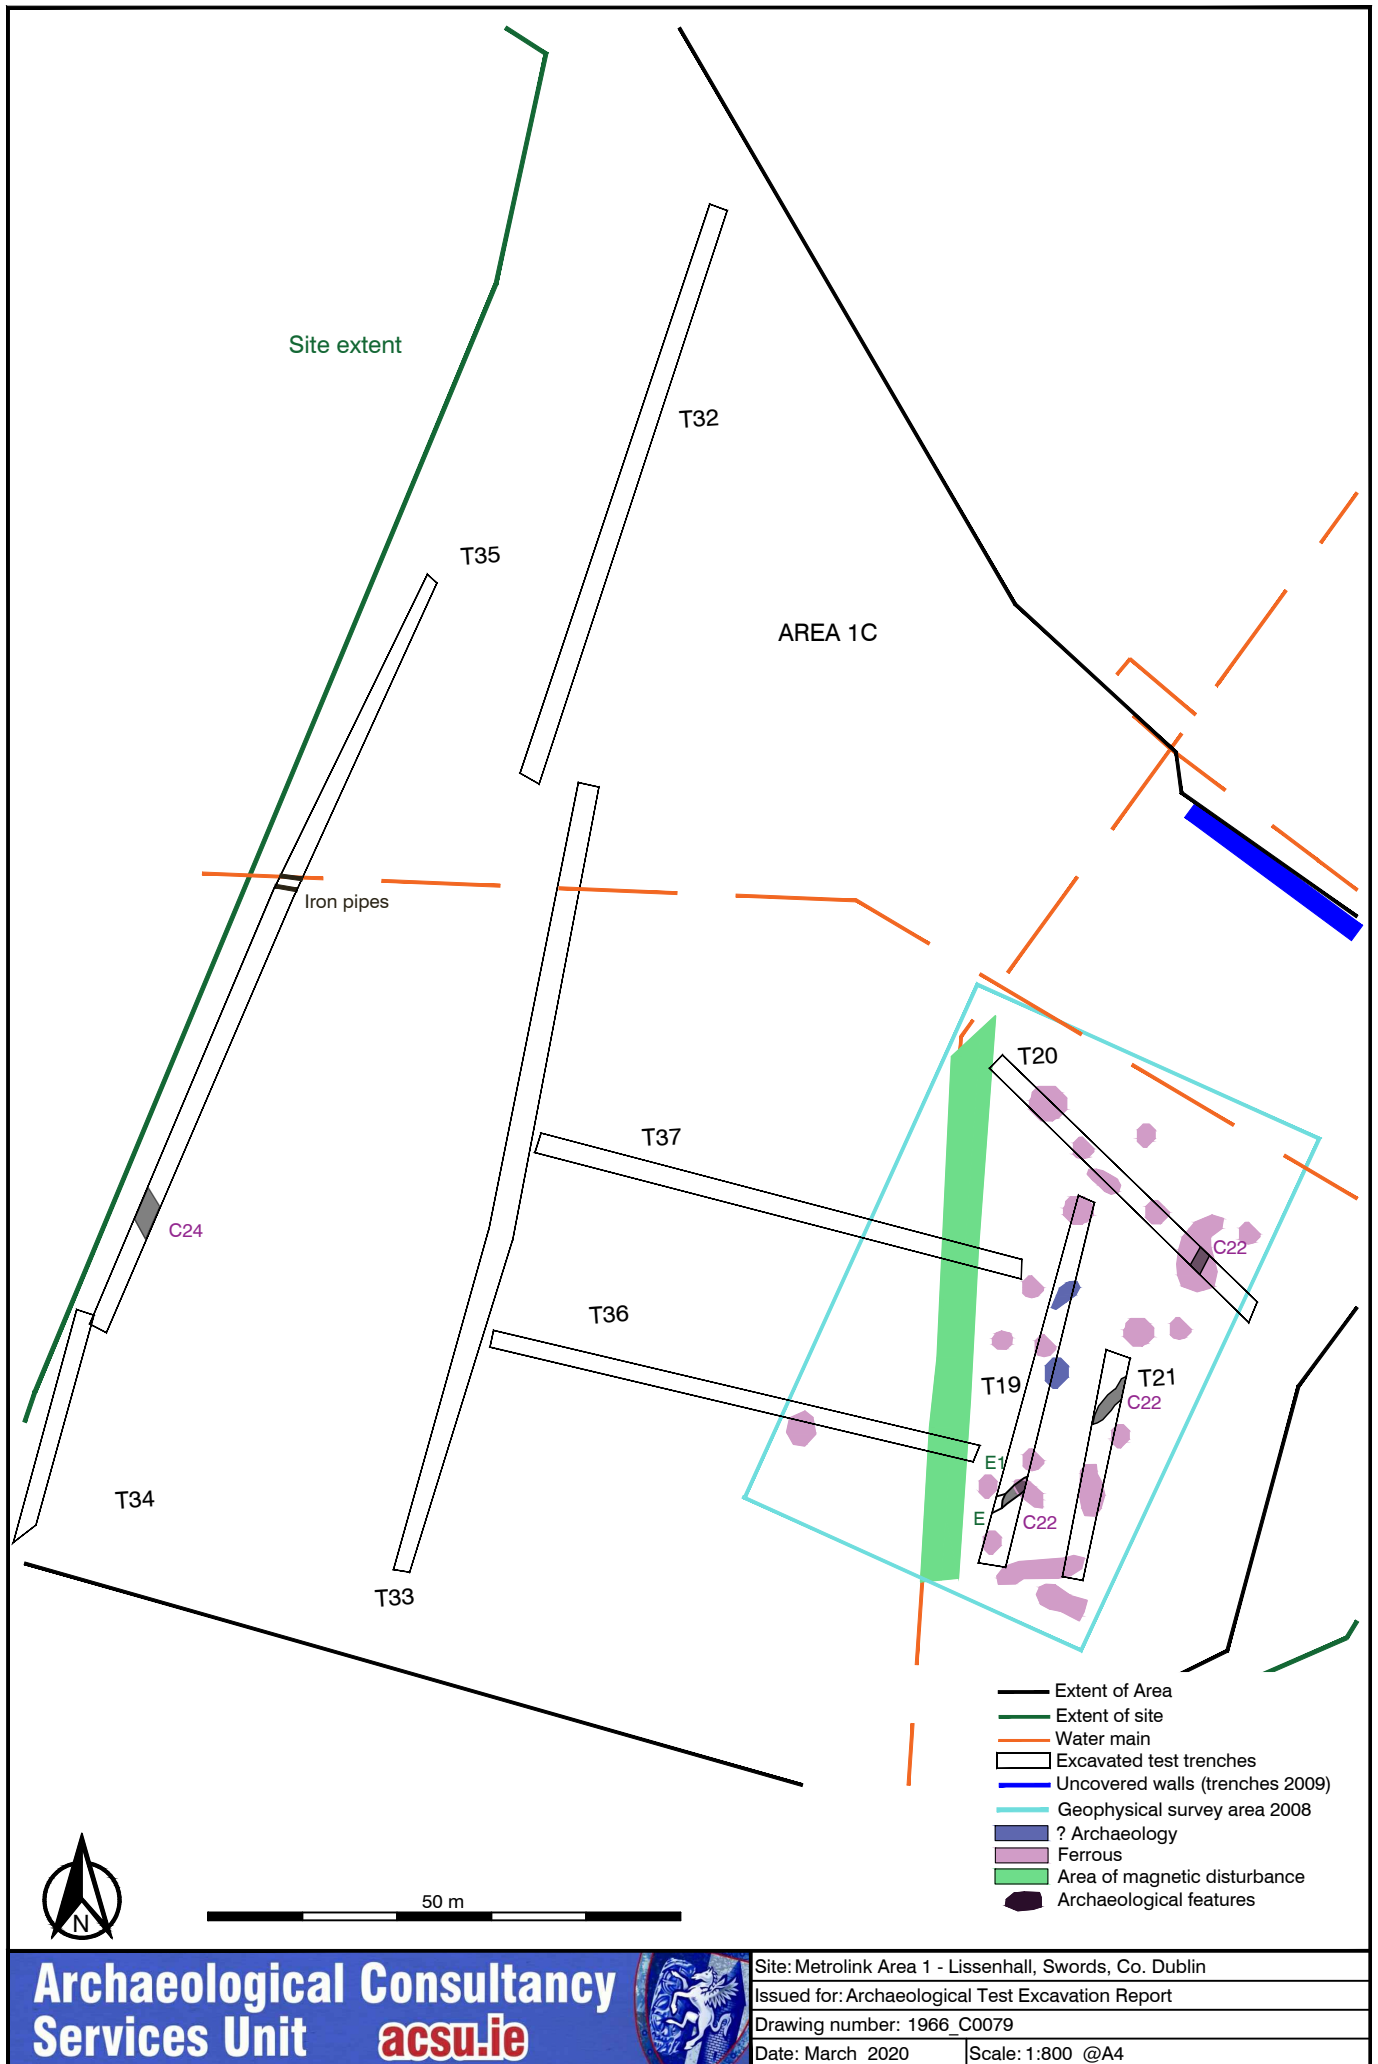 Site extent
T32
T35
AREA 1C
Iron pipes
T20
T37
C24
C22
T36
T19
T21
C22
E1
T34
E
C22
T33
Extent of Area
Extent of site
Water main
Excavated test trenches
Uncovered walls (trenches 2009)
Geophysical survey area 2008
? Archaeology
Ferrous
Area of magnetic disturbance
Archaeological features
50 m
N
Archaeological Consultancy
Services Unit acsu.ie
Site: Metrolink Area 1 - Lissenhall, Swords, Co. Dublin
Issued for: Archaeological Test Excavation Report
Drawing number: 1966_C0079
Date: March 2020
Scale: 1:800 @A4